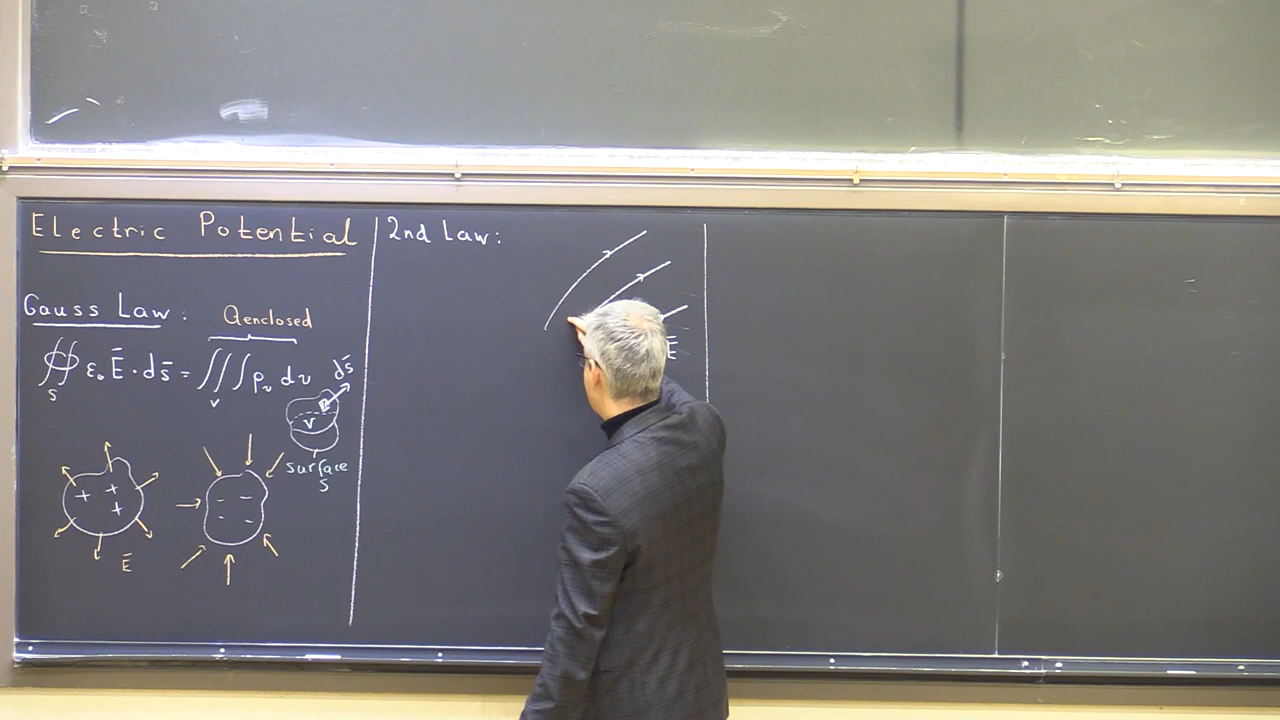 Electric Potential
Gauss Law:
Qenclosed
∯ ε₀ E̅ · ds̅ = ∭ ρᵥ dv
S
v
ds̅
V
surface
S
+ + +
- - - -
E̅
2nd Law:
E̅